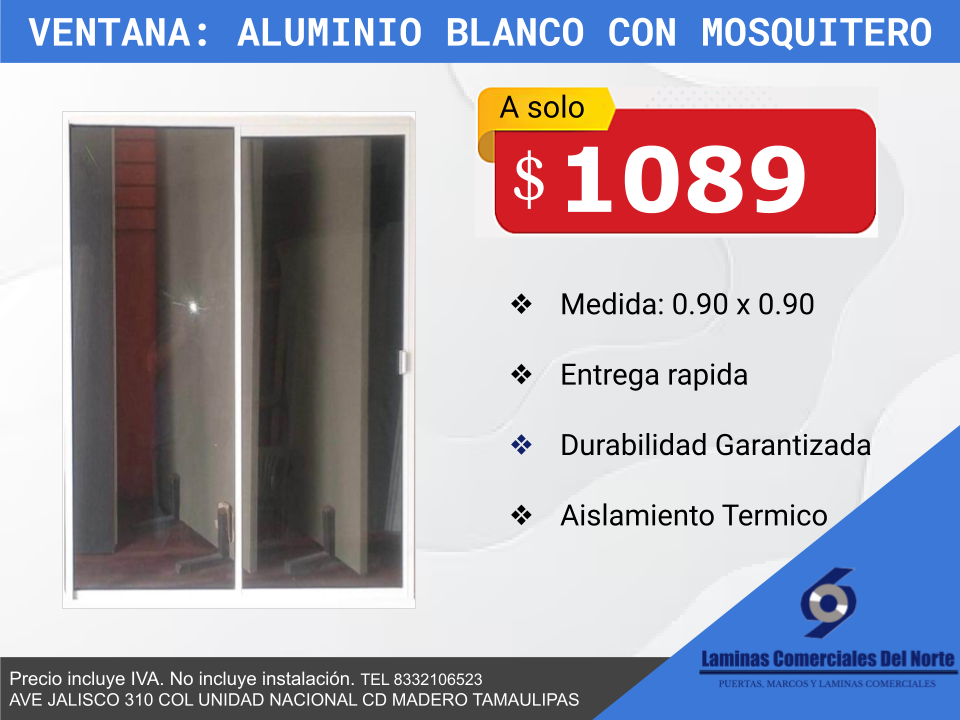 VENTANA: ALUMINIO BLANCO CON MOSQUITERO
A solo
$ 1089
❖ Medida: 0.90 x 0.90
❖ Entrega rapida
❖ Durabilidad Garantizada
❖ Aislamiento Termico
Laminas Comerciales Del Norte
PUERTAS, MARCOS Y LAMINAS COMERCIALES
Precio incluye IVA. No incluye instalación. TEL 8332106523
AVE JALISCO 310 COL UNIDAD NACIONAL CD MADERO TAMAULIPAS